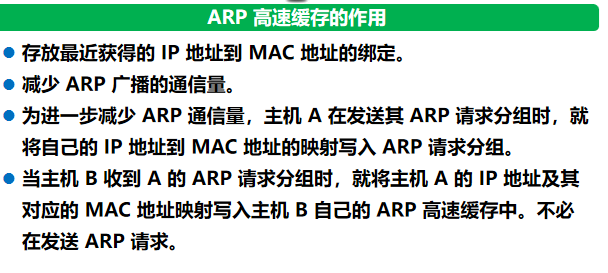 ARP 高速缓存的作用
存放最近获得的 IP 地址到 MAC 地址的绑定。
减少 ARP 广播的通信量。
为进一步减少 ARP 通信量，主机 A 在发送其 ARP 请求分组时，就
将自己的 IP 地址到 MAC 地址的映射写入 ARP 请求分组。
当主机 B 收到 A 的 ARP 请求分组时，就将主机 A 的 IP 地址及其
对应的 MAC 地址映射写入主机 B 自己的 ARP 高速缓存中。不必
在发送 ARP 请求。